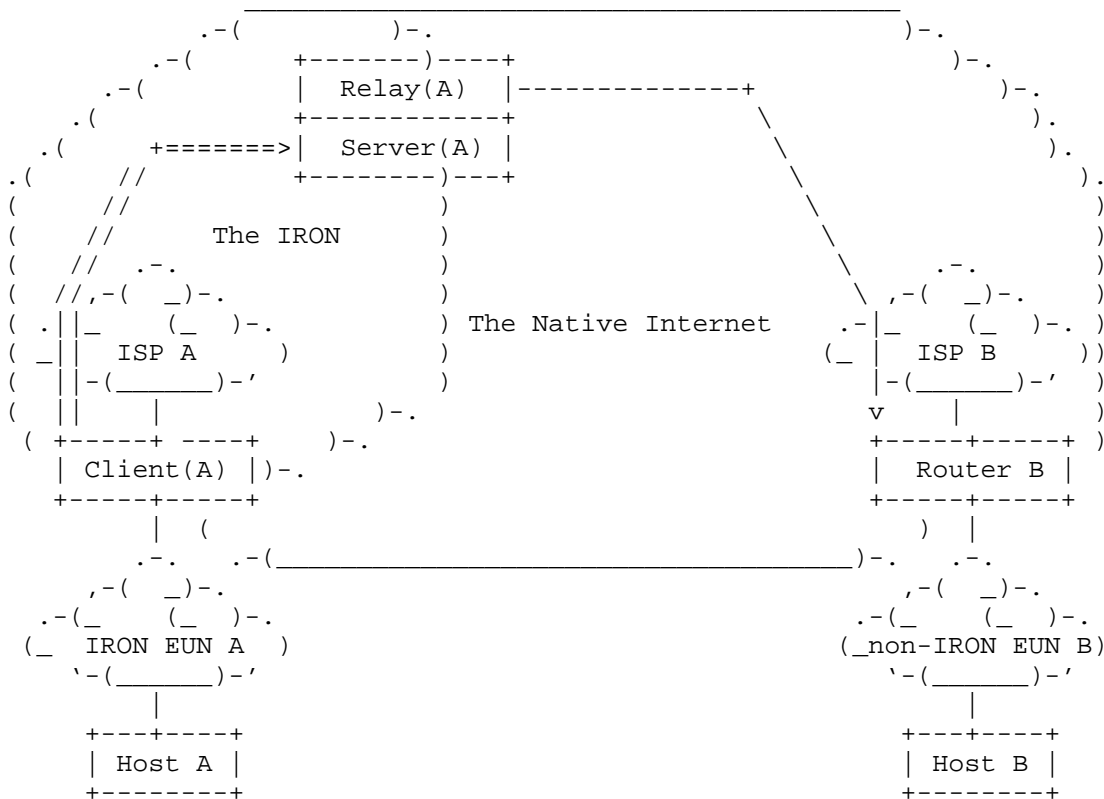 Relay(A)
Server(A)
The IRON
The Native Internet
ISP A
ISP B
Client(A)
Router B
IRON EUN A
non-IRON EUN B
Host A
Host B